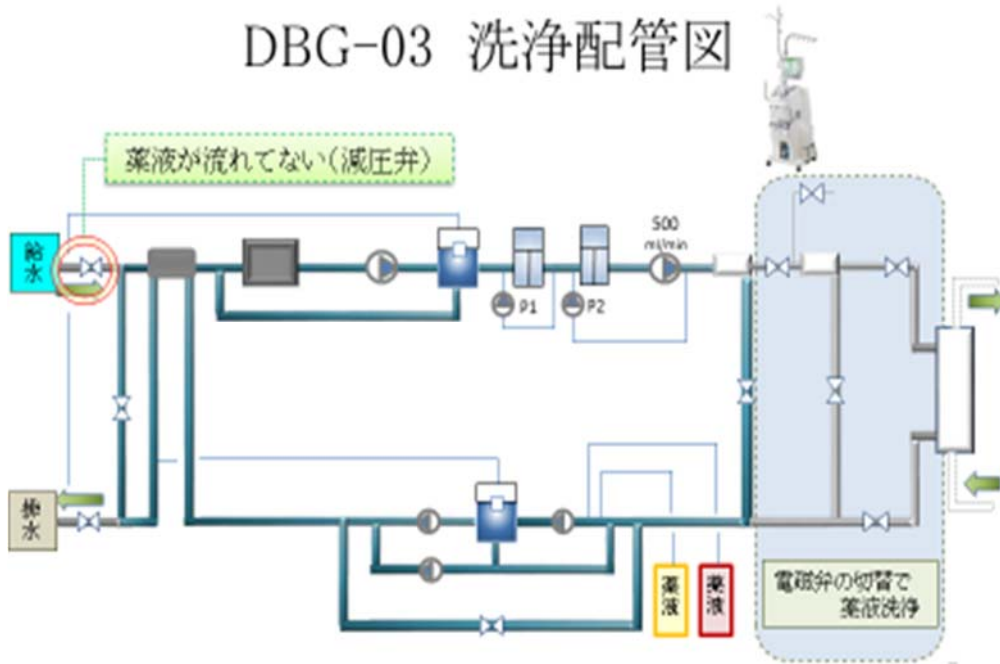 DBG-03 洗浄配管図
薬液が流れてない(減圧弁)
給水
500
ml/min
P1
P2
排水
薬液
薬液
電磁弁の切替で
薬液洗浄